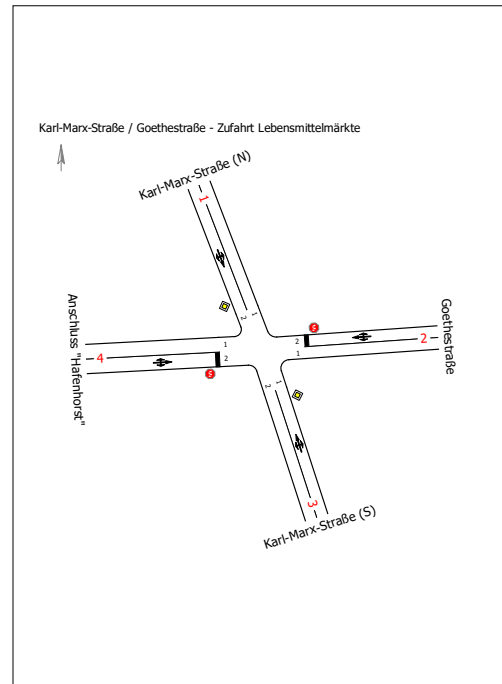 Karl-Marx-Straße / Goethestraße - Zufahrt Lebensmittelmärkte
Karl-Marx-Straße (N)
1
2
1
Anschluss "Hafenhorst"
4
1
2
2
1
2
Goethestraße
2
1
3
Karl-Marx-Straße (S)